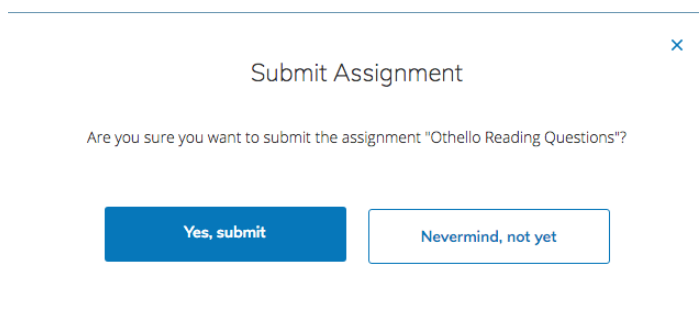 Submit Assignment
Are you sure you want to submit the assignment "Othello Reading Questions"?
Yes, submit
Nevermind, not yet